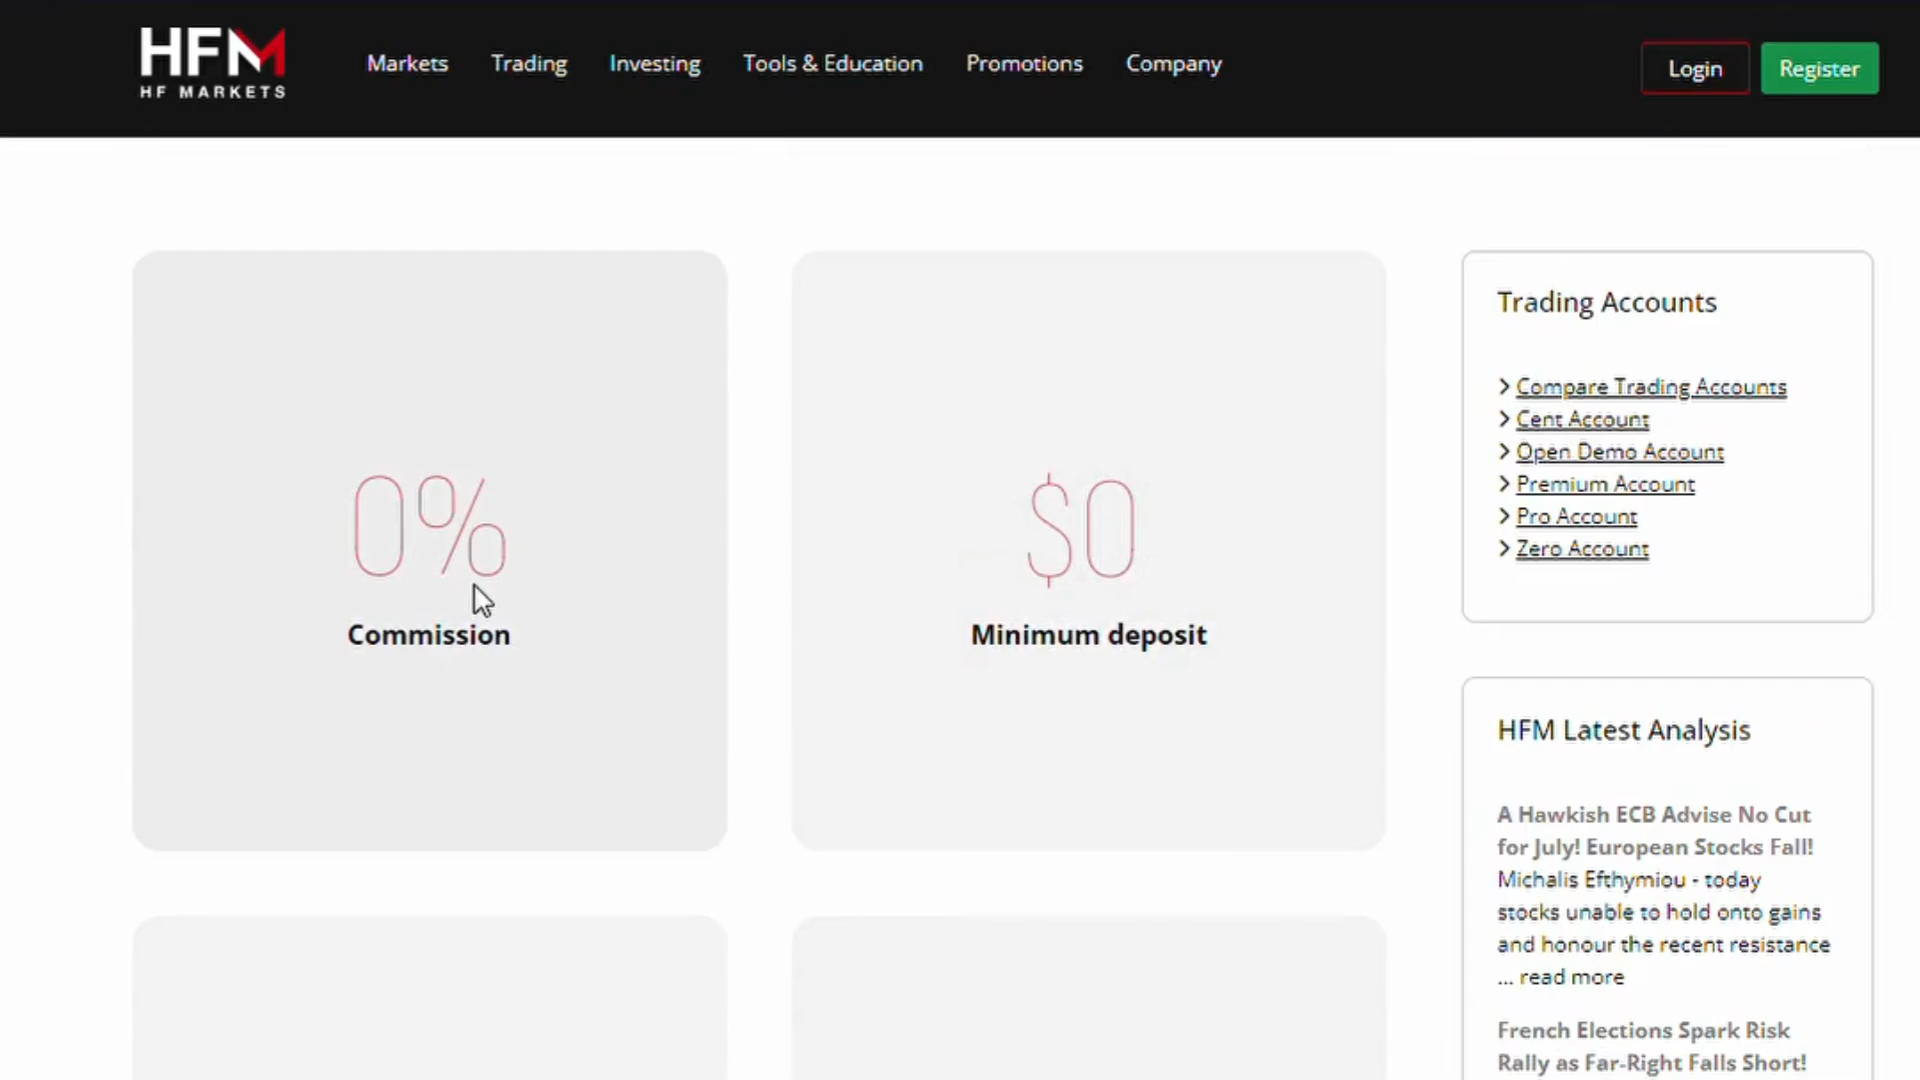 HFM
HF MARKETS
Markets
Trading
Investing
Tools & Education
Promotions
Company
Login
Register
0%
Commission
$0
Minimum deposit
Trading Accounts
Compare Trading Accounts
Cent Account
Open Demo Account
Premium Account
Pro Account
Zero Account
HFM Latest Analysis
A Hawkish ECB Advise No Cut
for July! European Stocks Fall!
Michalis Efthymiou - today
stocks unable to hold onto gains
and honour the recent resistance
... read more
French Elections Spark Risk
Rally as Far-Right Falls Short!